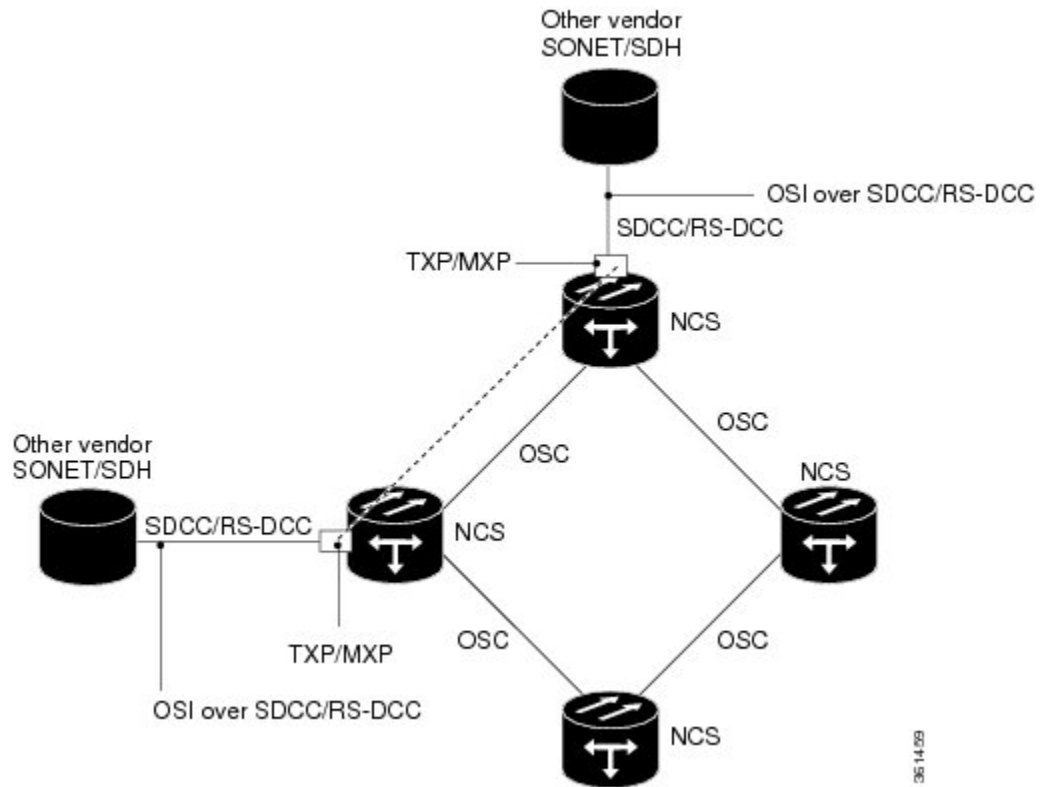 Other vendor
SONET/SDH
OSI over SDCC/RS-DCC
SDCC/RS-DCC
TXP/MXP
NCS
OSC
OSC
NCS
Other vendor
SONET/SDH
SDCC/RS-DCC
NCS
OSC
OSC
TXP/MXP
OSI over SDCC/RS-DCC
NCS
361459